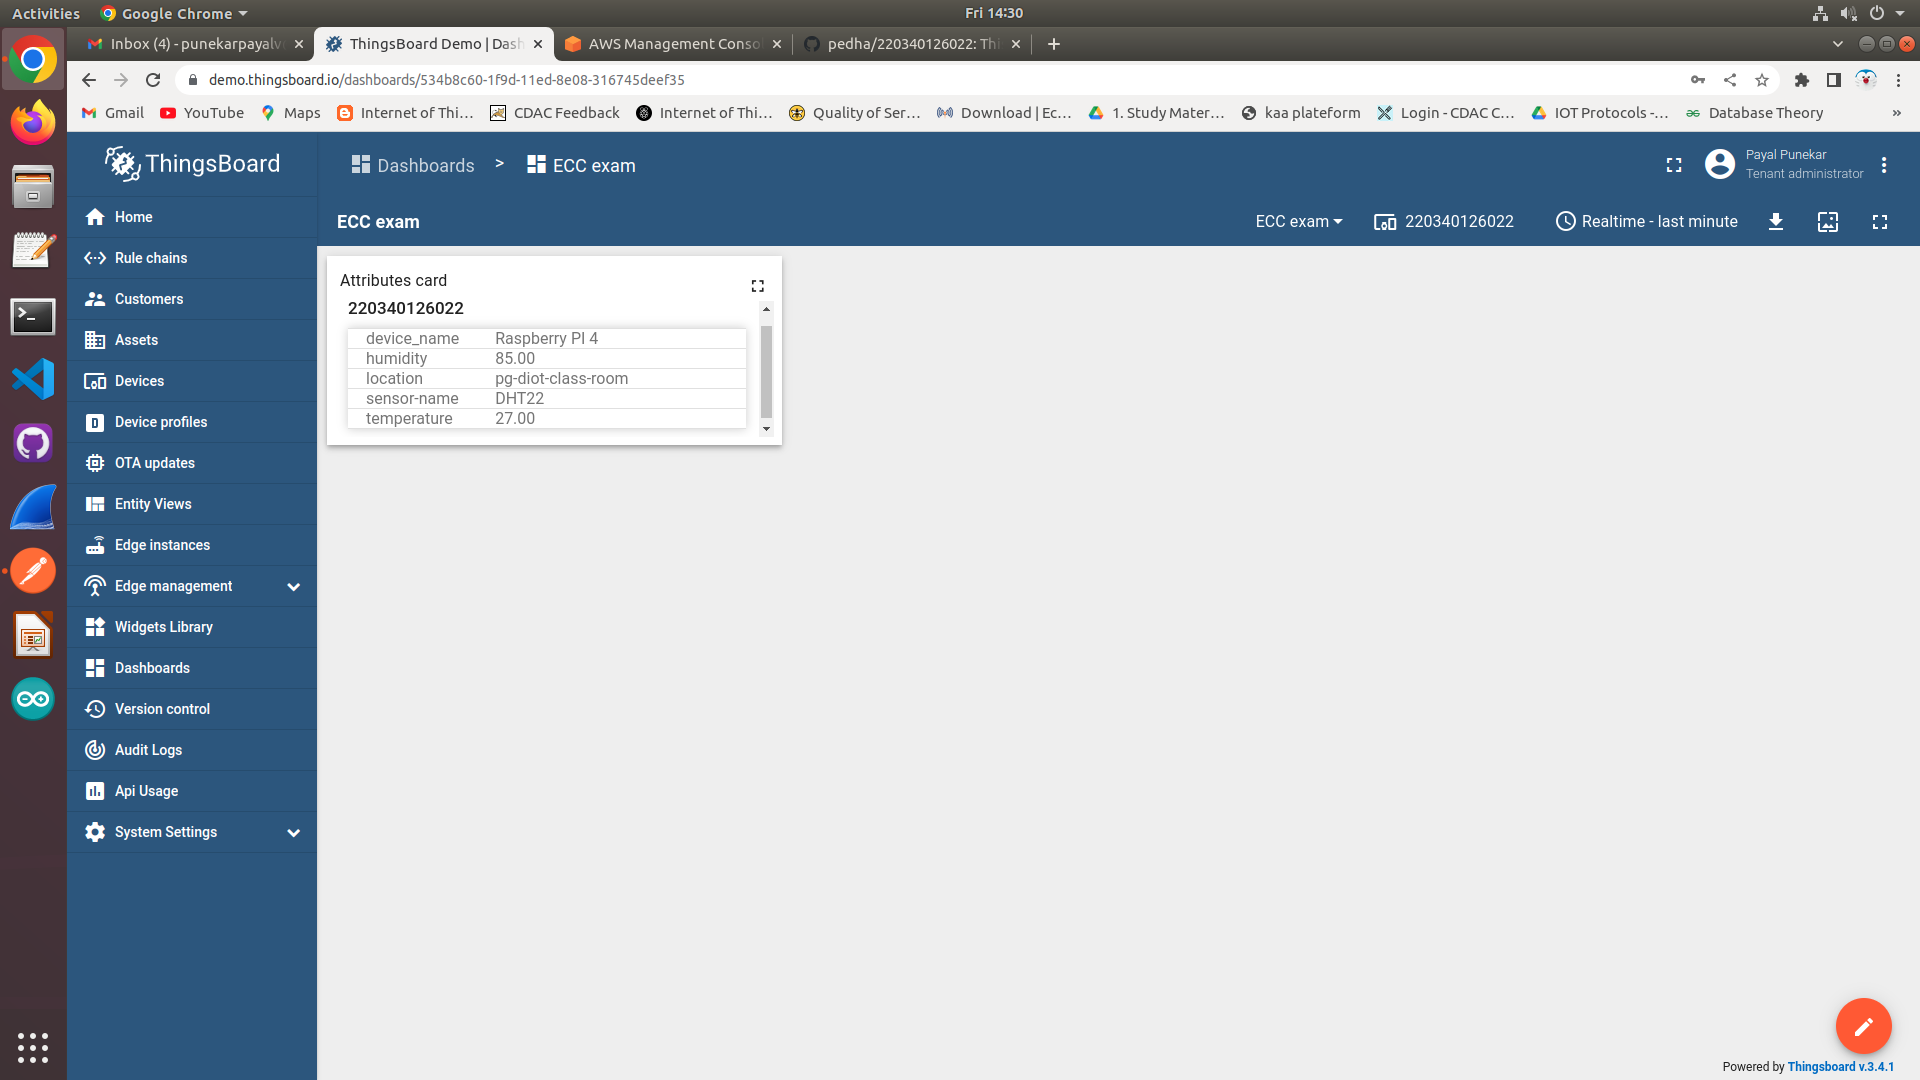 Activities Google Chrome Fri 14:30
Inbox (4) - punekarpayalv ThingsBoard Demo | Dash AWS Management Conso pedha/220340126022: Thi
demo.thingsboard.io/dashboards/534b8c60-1f9d-11ed-8e08-316745deef35
Gmail YouTube Maps Internet of Thi… CDAC Feedback Internet of Thi… Quality of Ser… Download | Ec… 1. Study Mater… kaa plateform Login - CDAC C… IOT Protocols -… Database Theory »
ThingsBoard
Dashboards > ECC exam
Payal Punekar
Tenant administrator
ECC exam
ECC exam 220340126022 Realtime - last minute
Home
Rule chains
Customers
Assets
Devices
Device profiles
OTA updates
Entity Views
Edge instances
Edge management
Widgets Library
Dashboards
Version control
Audit Logs
Api Usage
System Settings
Attributes card
220340126022
device_name Raspberry PI 4
humidity 85.00
location pg-diot-class-room
sensor-name DHT22
temperature 27.00
Powered by Thingsboard v.3.4.1